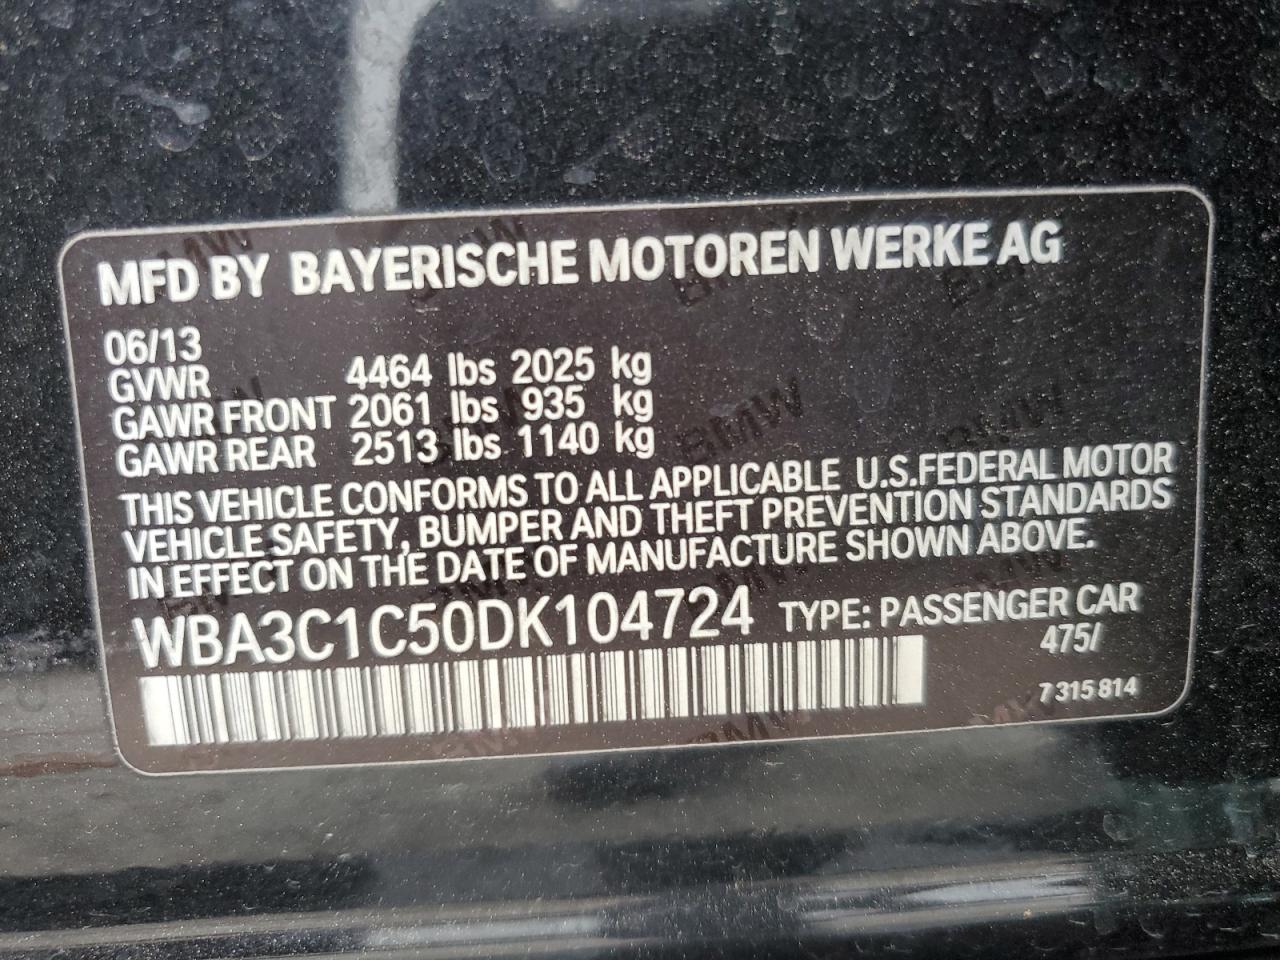 MFD BY BAYERISCHE MOTOREN WERKE AG
06/13
GVWR 4464 lbs 2025 kg
GAWR FRONT 2061 lbs 935 kg
GAWR REAR 2513 lbs 1140 kg
THIS VEHICLE CONFORMS TO ALL APPLICABLE U.S.FEDERAL MOTOR
VEHICLE SAFETY, BUMPER AND THEFT PREVENTION STANDARDS
IN EFFECT ON THE DATE OF MANUFACTURE SHOWN ABOVE.
WBA3C1C50DK104724 TYPE: PASSENGER CAR
475/
7 315 814